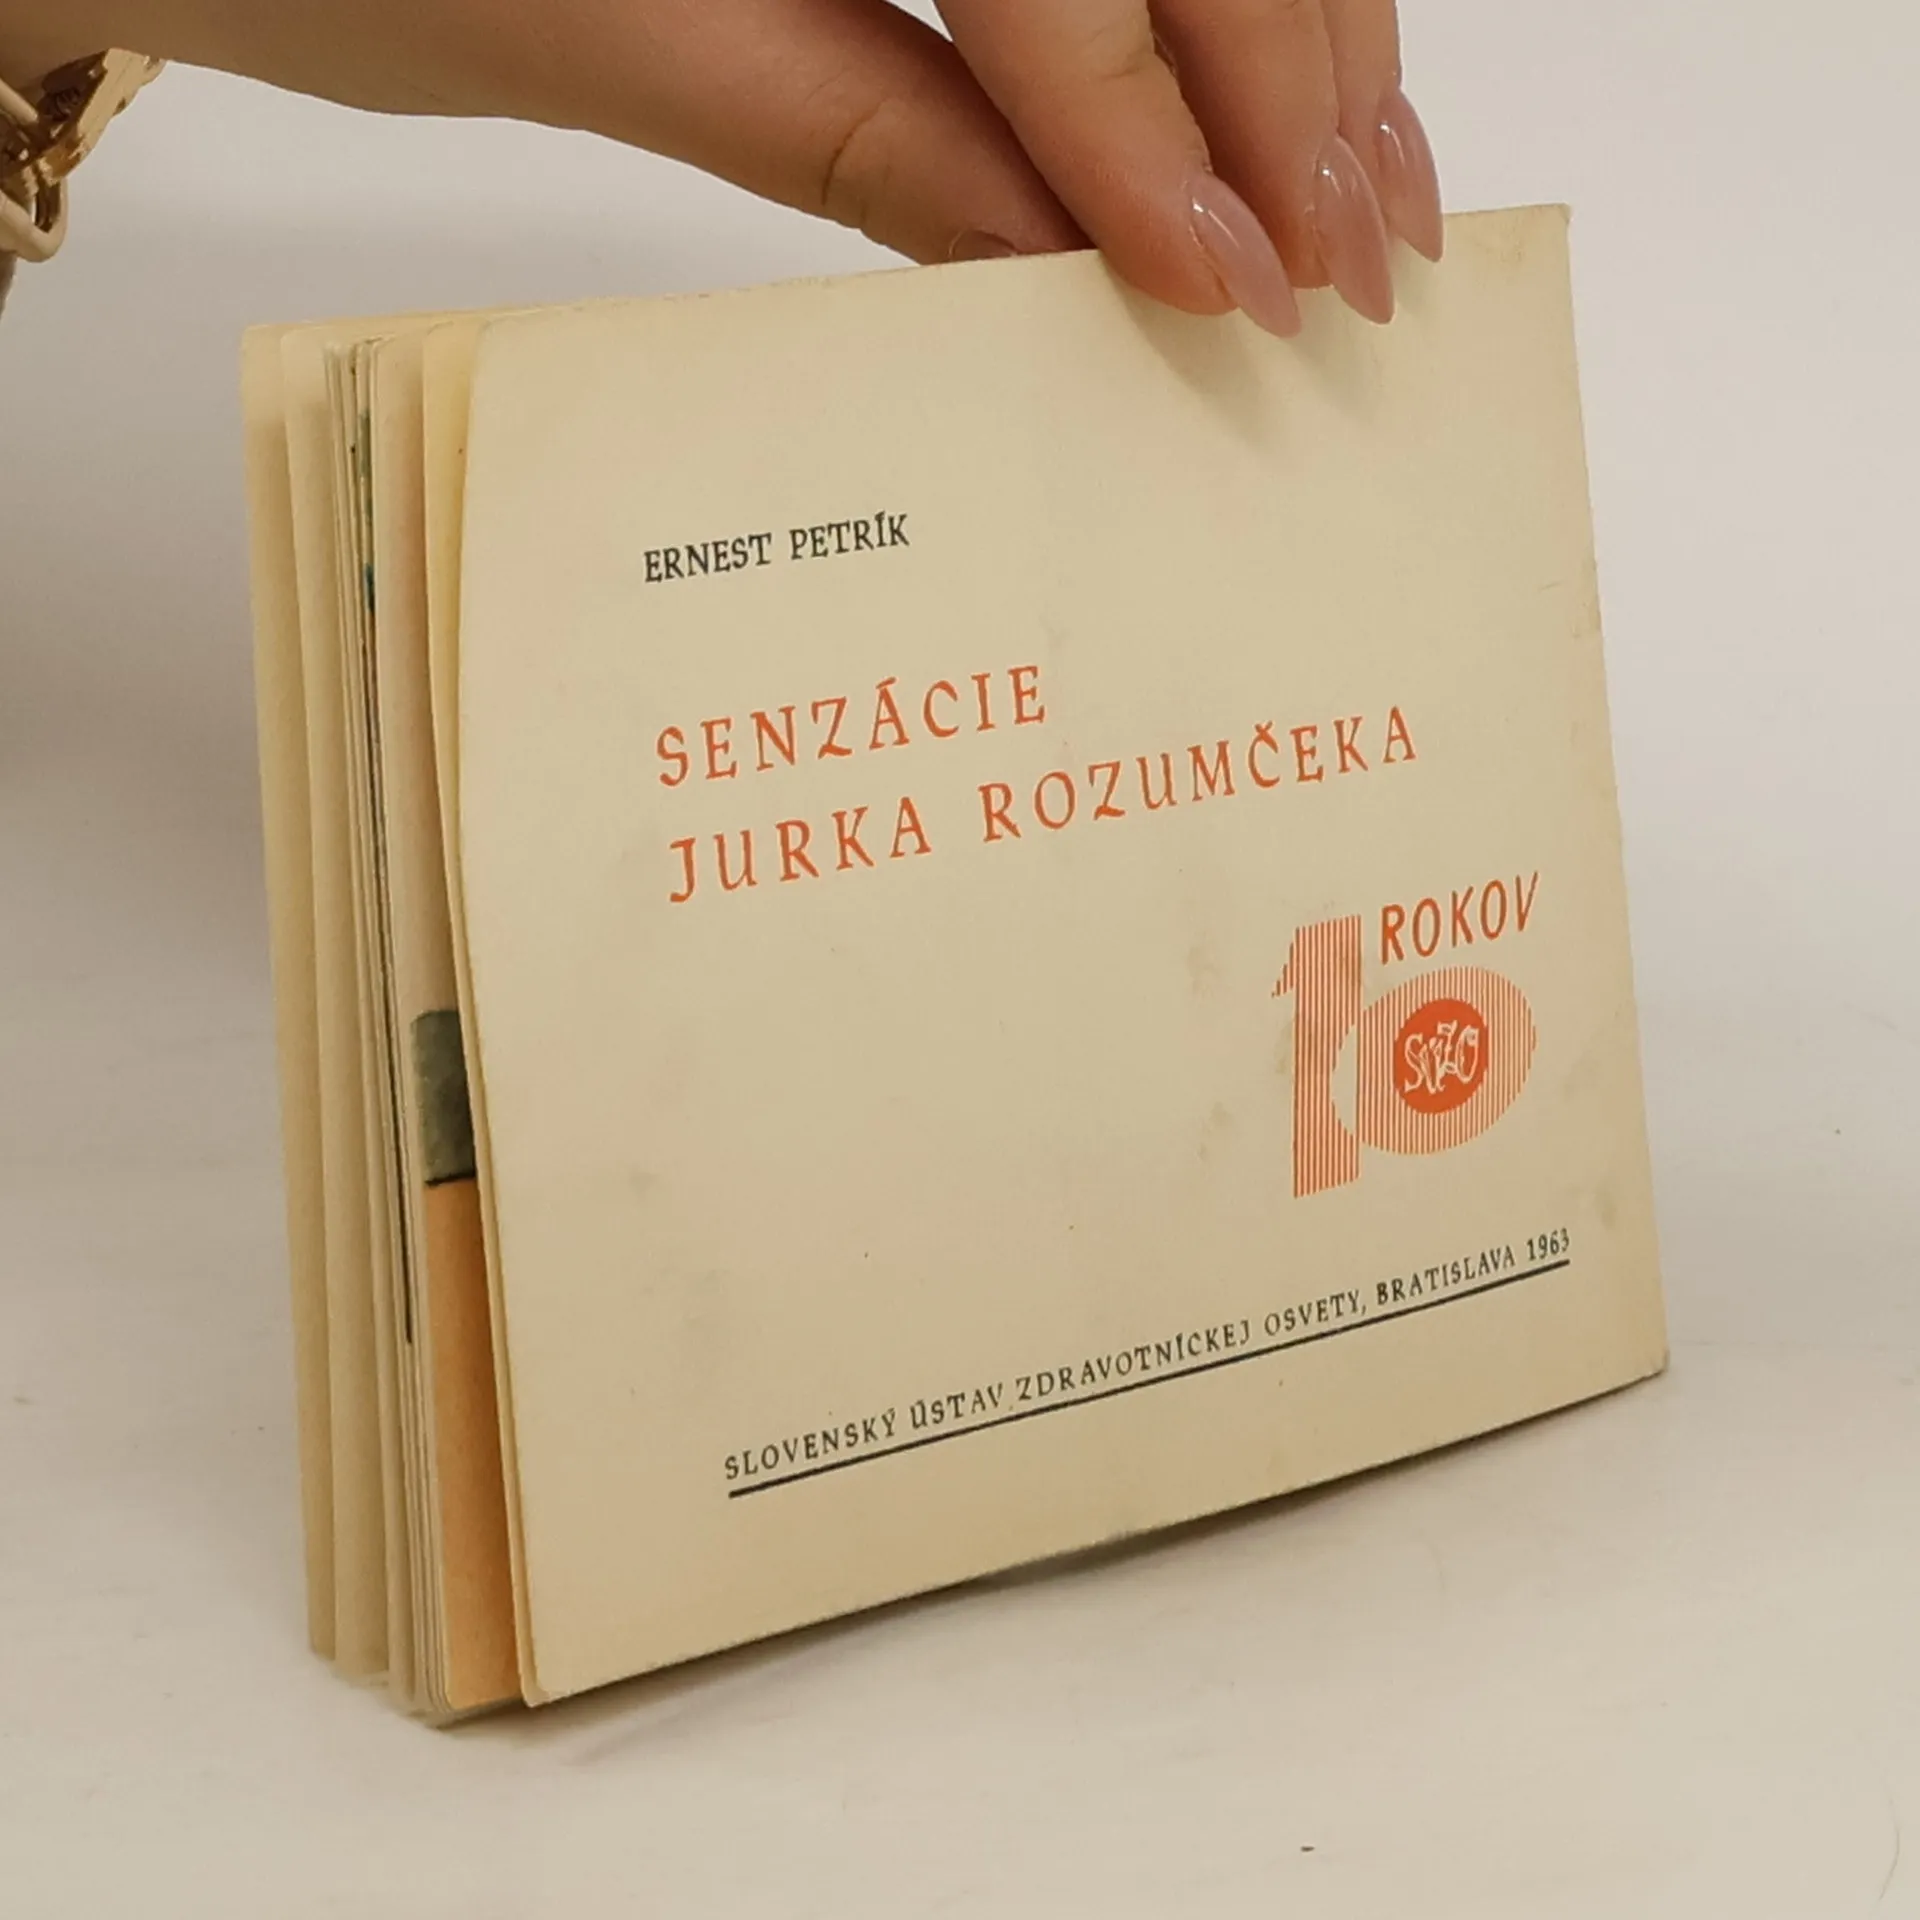 ERNEST PETRÍK
SENZÁCIE
JURKA ROZUMČEKA
10 ROKOV
SÚZO
SLOVENSKÝ ÚSTAV ZDRAVOTNÍCKEJ OSVETY, BRATISLAVA 1963